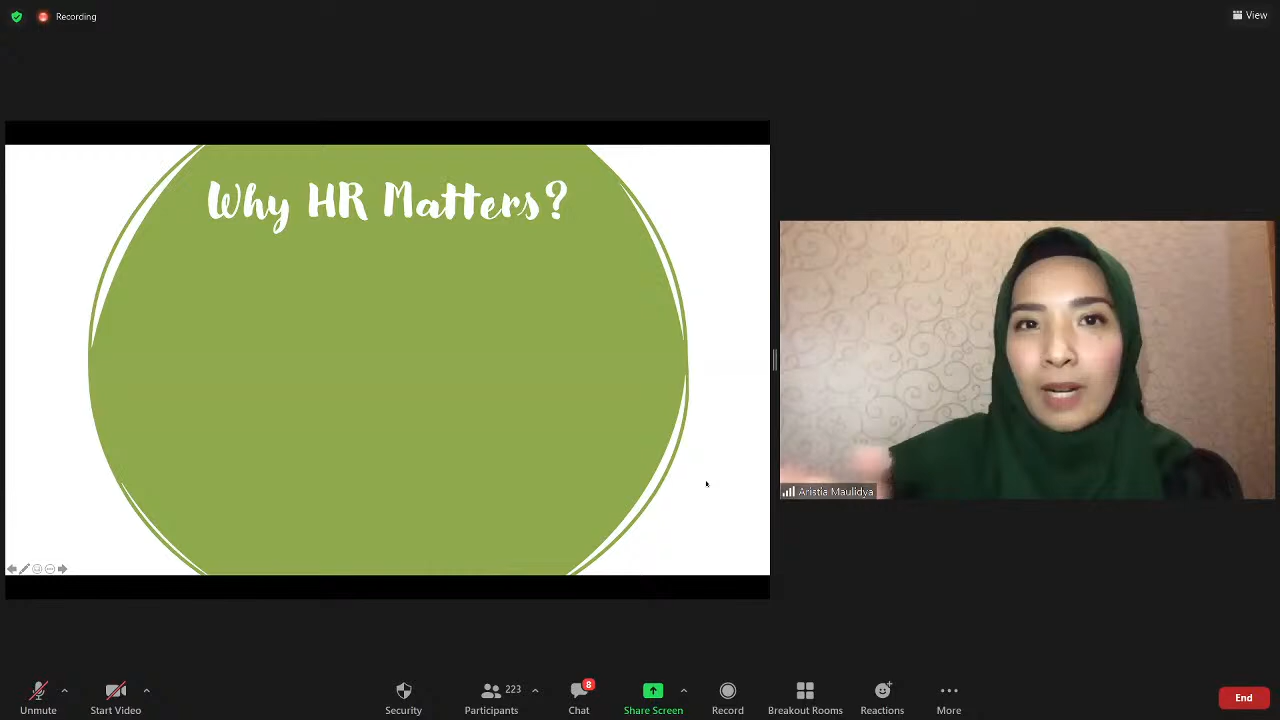 Recording
View
Why HR Matters?
Aristia Maulidya
Unmute
Start Video
Security
223
Participants
8
Chat
Share Screen
Record
Breakout Rooms
Reactions
More
End